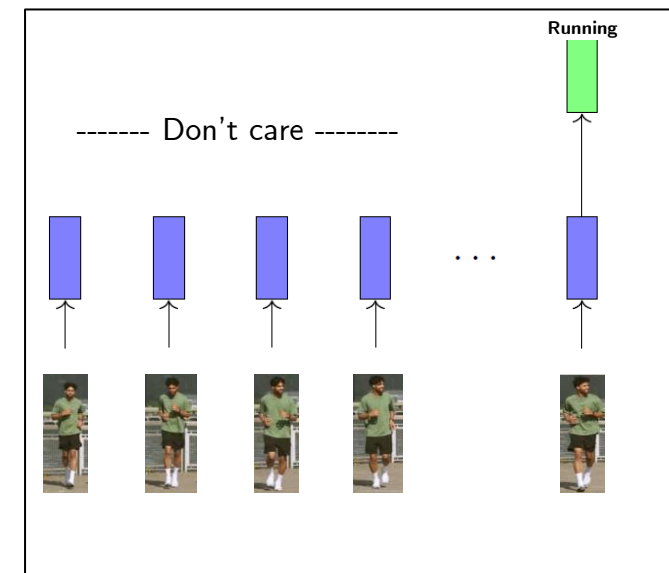 Running
------- Don't care --------
. . .